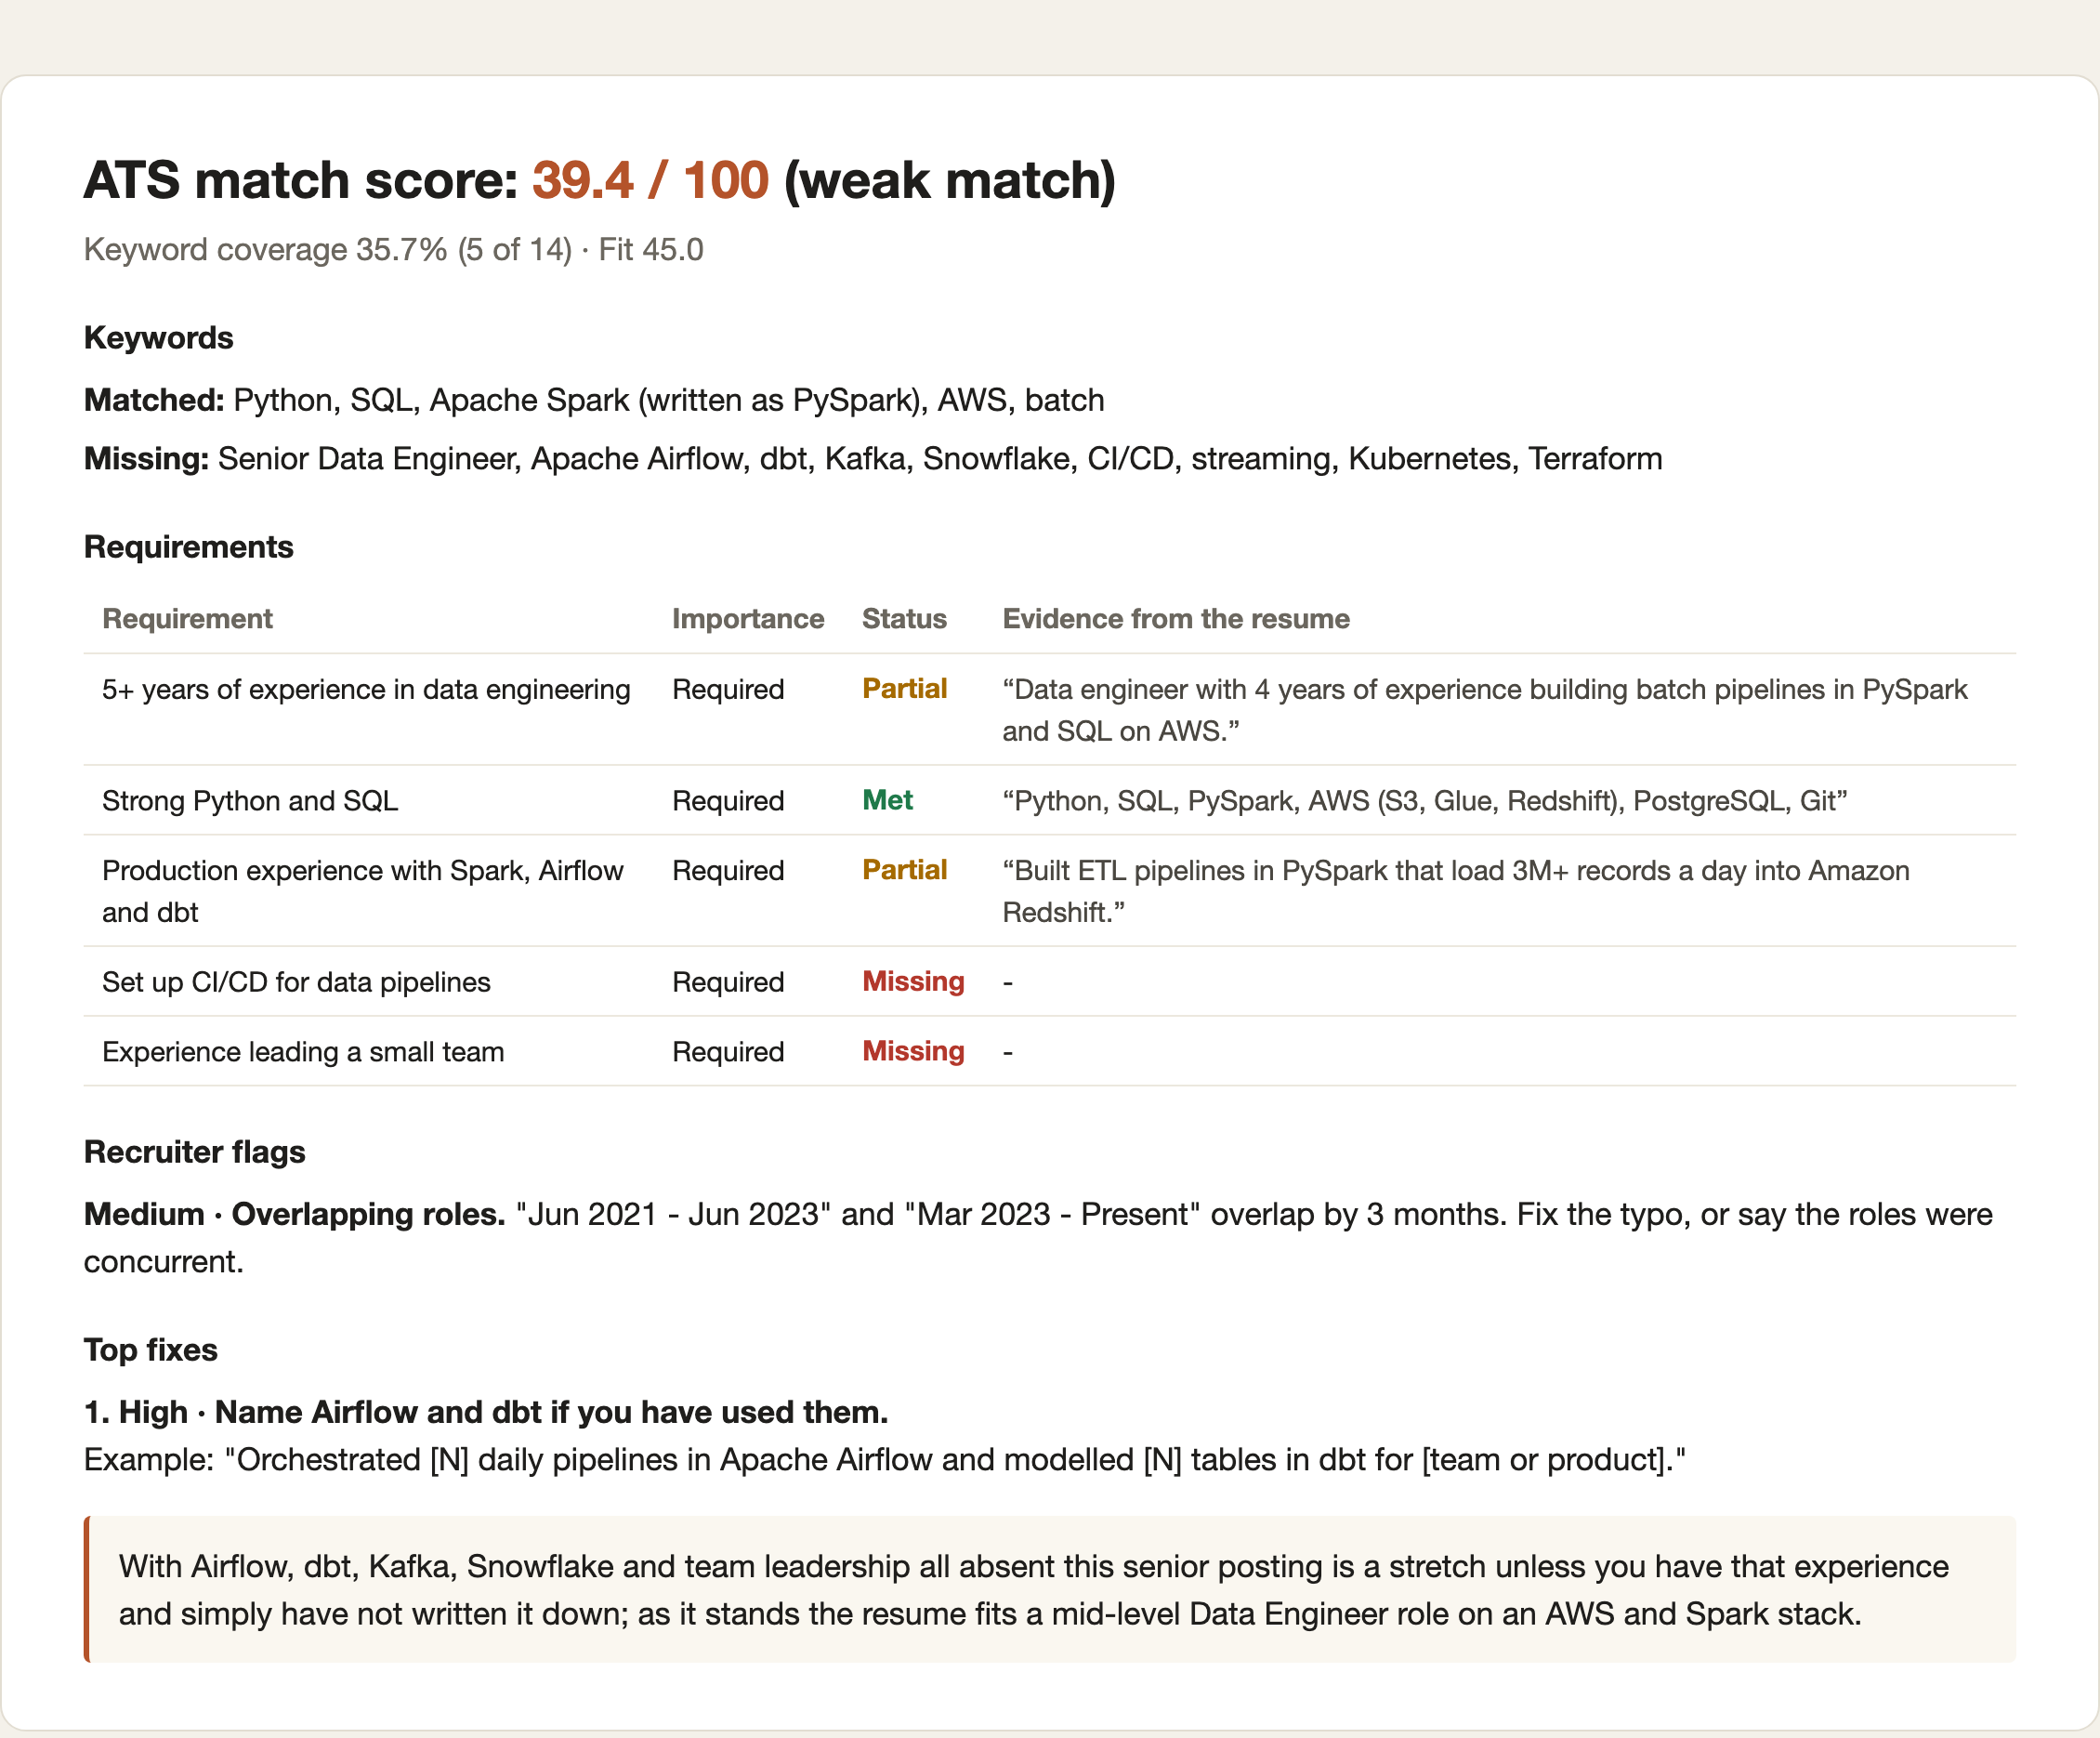 ATS match score: 39.4 / 100 (weak match)
Keyword coverage 35.7% (5 of 14) · Fit 45.0
Keywords
Matched: Python, SQL, Apache Spark (written as PySpark), AWS, batch
Missing: Senior Data Engineer, Apache Airflow, dbt, Kafka, Snowflake, CI/CD, streaming, Kubernetes, Terraform
Requirements
Requirement Importance Status Evidence from the resume
5+ years of experience in data engineering Required Partial “Data engineer with 4 years of experience building batch pipelines in PySpark
and SQL on AWS.”
Strong Python and SQL Required Met “Python, SQL, PySpark, AWS (S3, Glue, Redshift), PostgreSQL, Git”
Production experience with Spark, Airflow Required Partial “Built ETL pipelines in PySpark that load 3M+ records a day into Amazon
and dbt Redshift.”
Set up CI/CD for data pipelines Required Missing -
Experience leading a small team Required Missing -
Recruiter flags
Medium · Overlapping roles. "Jun 2021 - Jun 2023" and "Mar 2023 - Present" overlap by 3 months. Fix the typo, or say the roles were
concurrent.
Top fixes
1. High · Name Airflow and dbt if you have used them.
Example: "Orchestrated [N] daily pipelines in Apache Airflow and modelled [N] tables in dbt for [team or product]."
With Airflow, dbt, Kafka, Snowflake and team leadership all absent this senior posting is a stretch unless you have that experience
and simply have not written it down; as it stands the resume fits a mid-level Data Engineer role on an AWS and Spark stack.